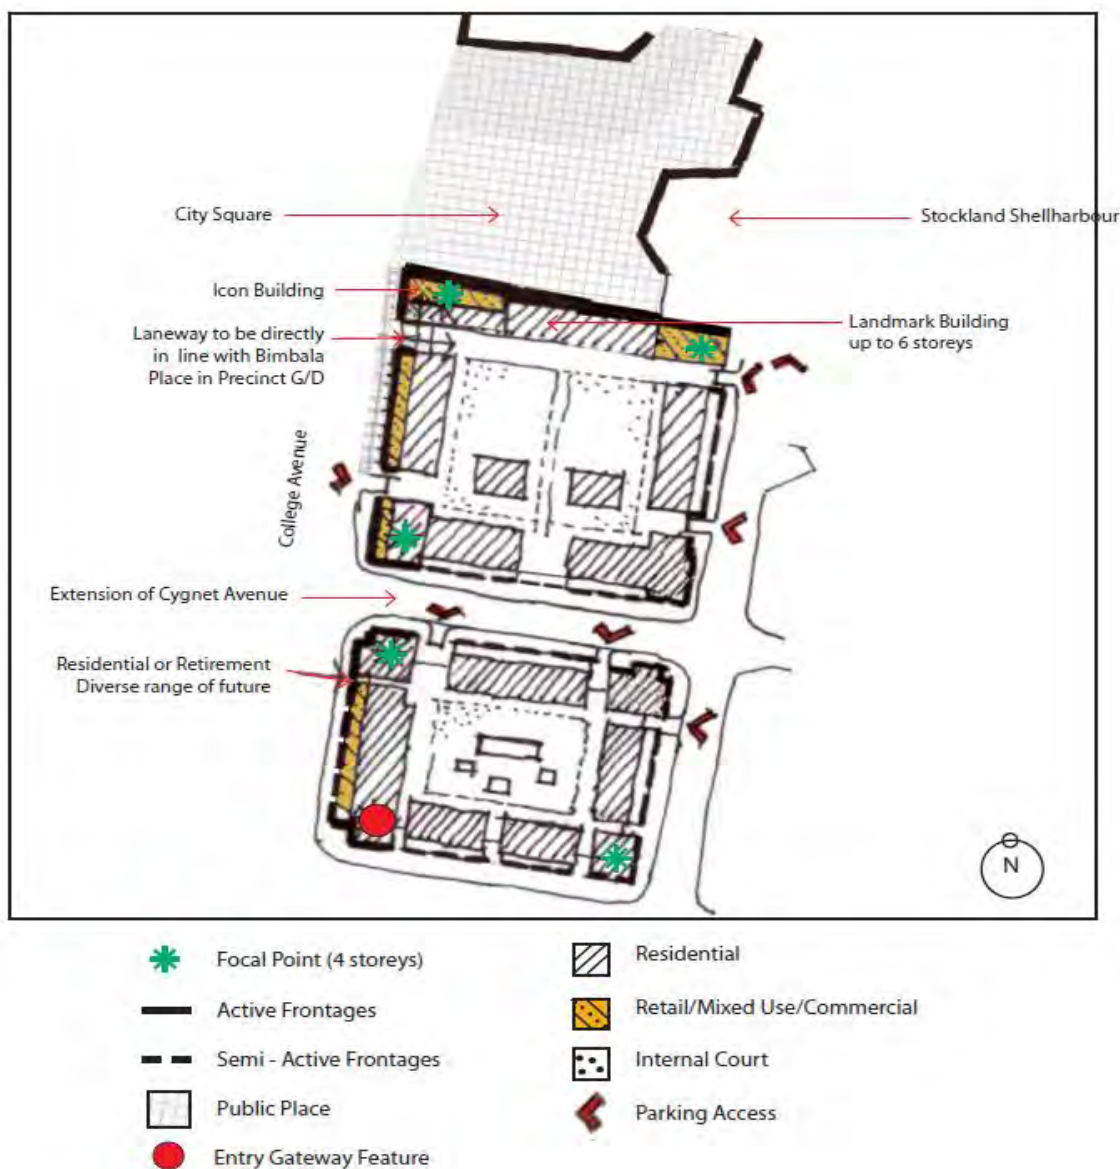 City Square
Stockland Shellharbour
Icon Building
Landmark Building
up to 6 storeys
Laneway to be directly
in line with Bimbala
Place in Precinct G/D
College Avenue
Extension of Cygnet Avenue
Residential or Retirement
Diverse range of future
N
Focal Point (4 storeys)
Active Frontages
Semi - Active Frontages
Public Place
Entry Gateway Feature
Residential
Retail/Mixed Use/Commercial
Internal Court
Parking Access